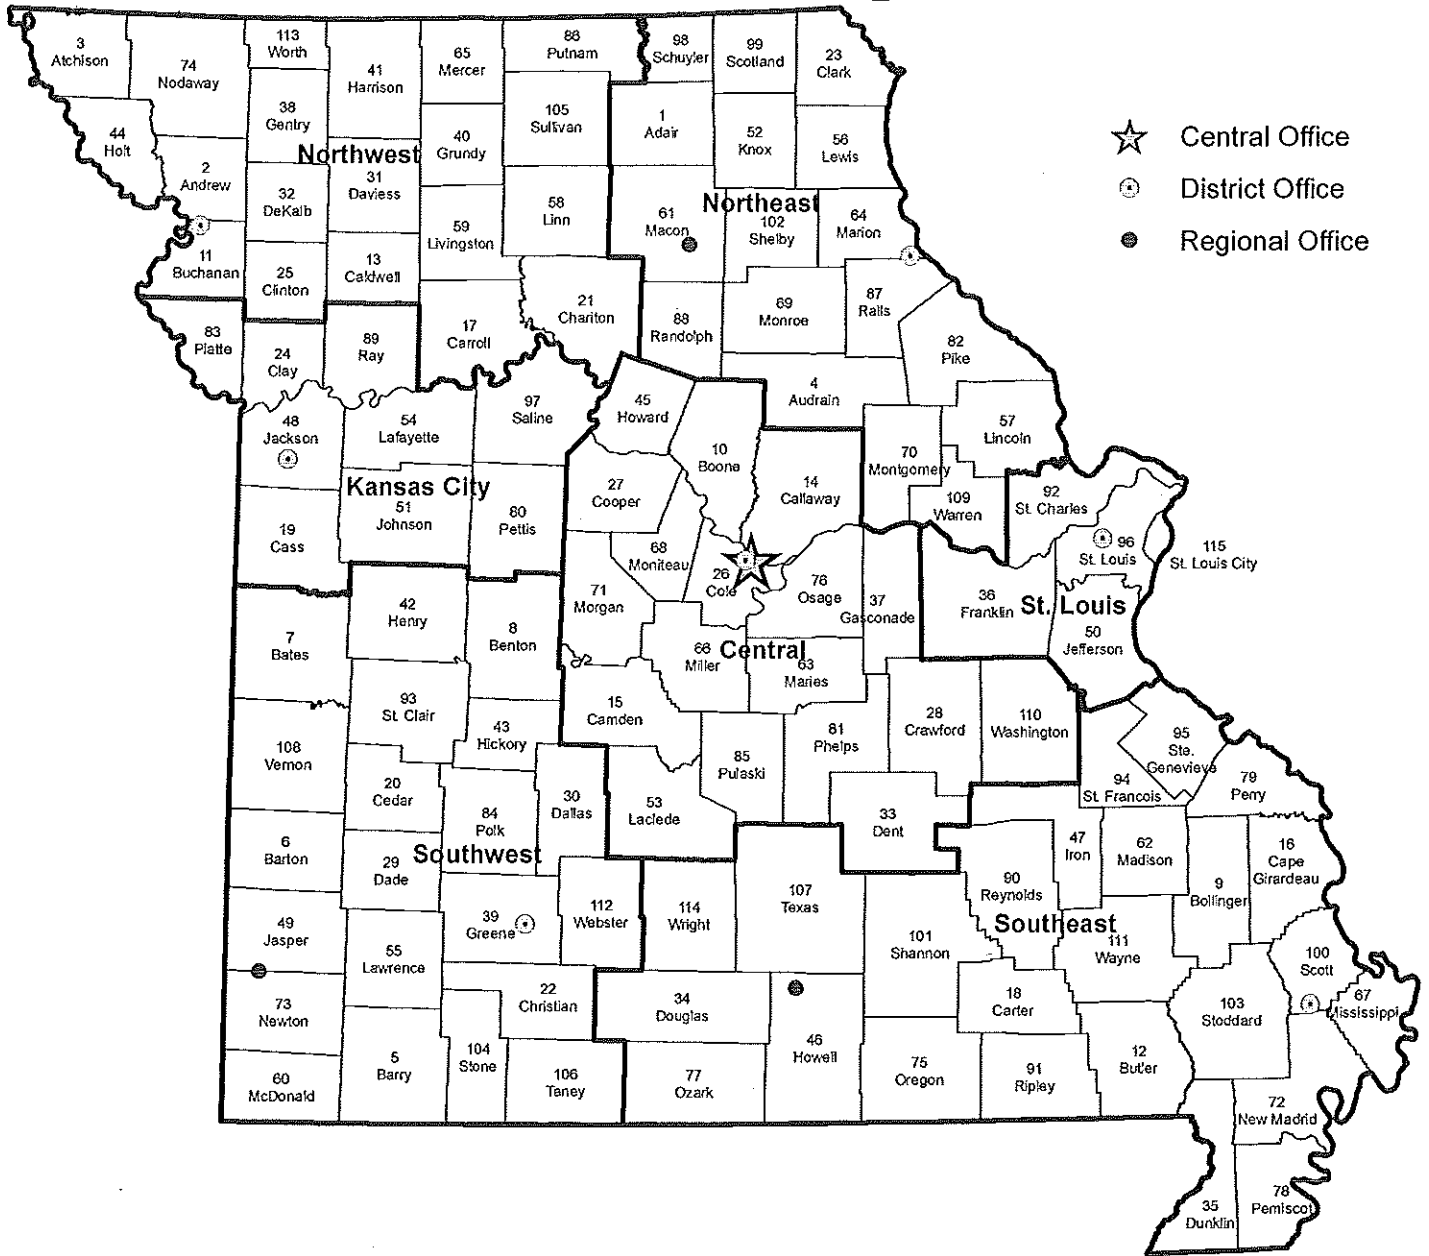 3
Atchison
74
Nodaway
113
Worth
41
Harrison
65
Mercer
86
Putnam
98
Schuyler
99
Scotland
23
Clark
44
Holt
38
Gentry
40
Grundy
105
Sullivan
1
Adair
52
Knox
56
Lewis
Central Office
District Office
Regional Office
Northwest
2
Andrew
32
DeKalb
31
Daviess
59
Livingston
58
Linn
61
Macon
Northeast
102
Shelby
64
Marion
11
Buchanan
25
Clinton
13
Caldwell
17
Carroll
21
Chariton
88
Randolph
69
Monroe
87
Ralls
82
Pike
83
Platte
24
Clay
89
Ray
4
Audrain
48
Jackson
54
Lafayette
97
Saline
45
Howard
10
Boone
14
Callaway
70
Montgomery
57
Lincoln
Kansas City
51
Johnson
80
Pettis
27
Cooper
109
Warren
92
St. Charles
96
St. Louis
115
St. Louis City
19
Cass
68
Moniteau
26
Cole
71
Morgan
76
Osage
37
Gasconade
36
Franklin
St. Louis
50
Jefferson
7
Bates
42
Henry
8
Benton
66
Miller
Central
63
Maries
93
St. Clair
43
Hickory
15
Camden
85
Pulaski
81
Phelps
28
Crawford
110
Washington
95
Ste.
Genevieve
94
St. Francois
79
Perry
108
Vernon
20
Cedar
84
Polk
30
Dallas
53
Laclede
33
Dent
6
Barton
29
Dade
Southwest
47
Iron
62
Madison
16
Cape
Girardeau
9
Bollinger
90
Reynolds
Southeast
49
Jasper
39
Greene
112
Webster
114
Wright
107
Texas
101
Shannon
111
Wayne
55
Lawrence
100
Scott
67
Mississippi
73
Newton
22
Christian
34
Douglas
18
Carter
103
Stoddard
60
McDonald
5
Barry
104
Stone
106
Taney
77
Ozark
46
Howell
75
Oregon
91
Ripley
12
Butler
72
New Madrid
35
Dunklin
78
Pemiscot